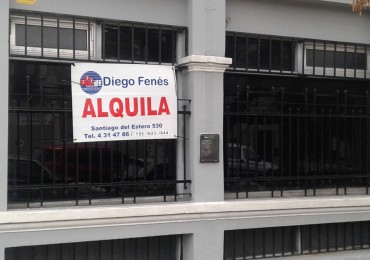 Diego Fenés
ALQUILA
Santiago del Estero 530
Tel. 4 31 47 86 /